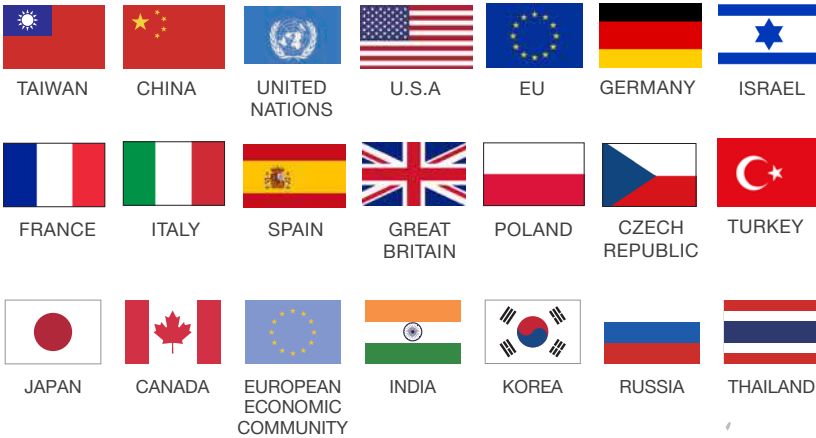 TAIWAN
CHINA
UNITED
NATIONS
U.S.A
EU
GERMANY
ISRAEL
FRANCE
ITALY
SPAIN
GREAT
BRITAIN
POLAND
CZECH
REPUBLIC
TURKEY
JAPAN
CANADA
EUROPEAN
ECONOMIC
COMMUNITY
INDIA
KOREA
RUSSIA
THAILAND